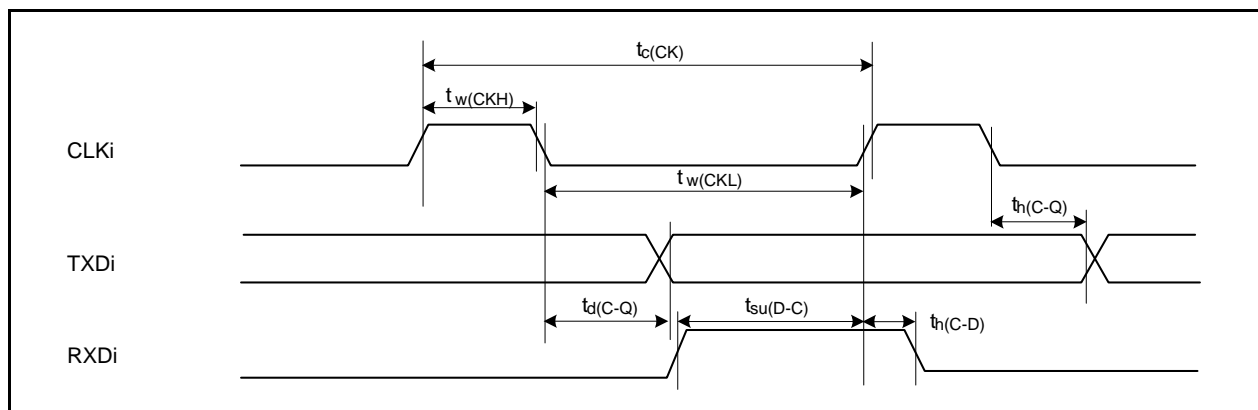 tc(CK)
tw(CKH)
CLKi
tw(CKL)
th(C-Q)
TXDi
td(C-Q)
tsu(D-C)
th(C-D)
RXDi